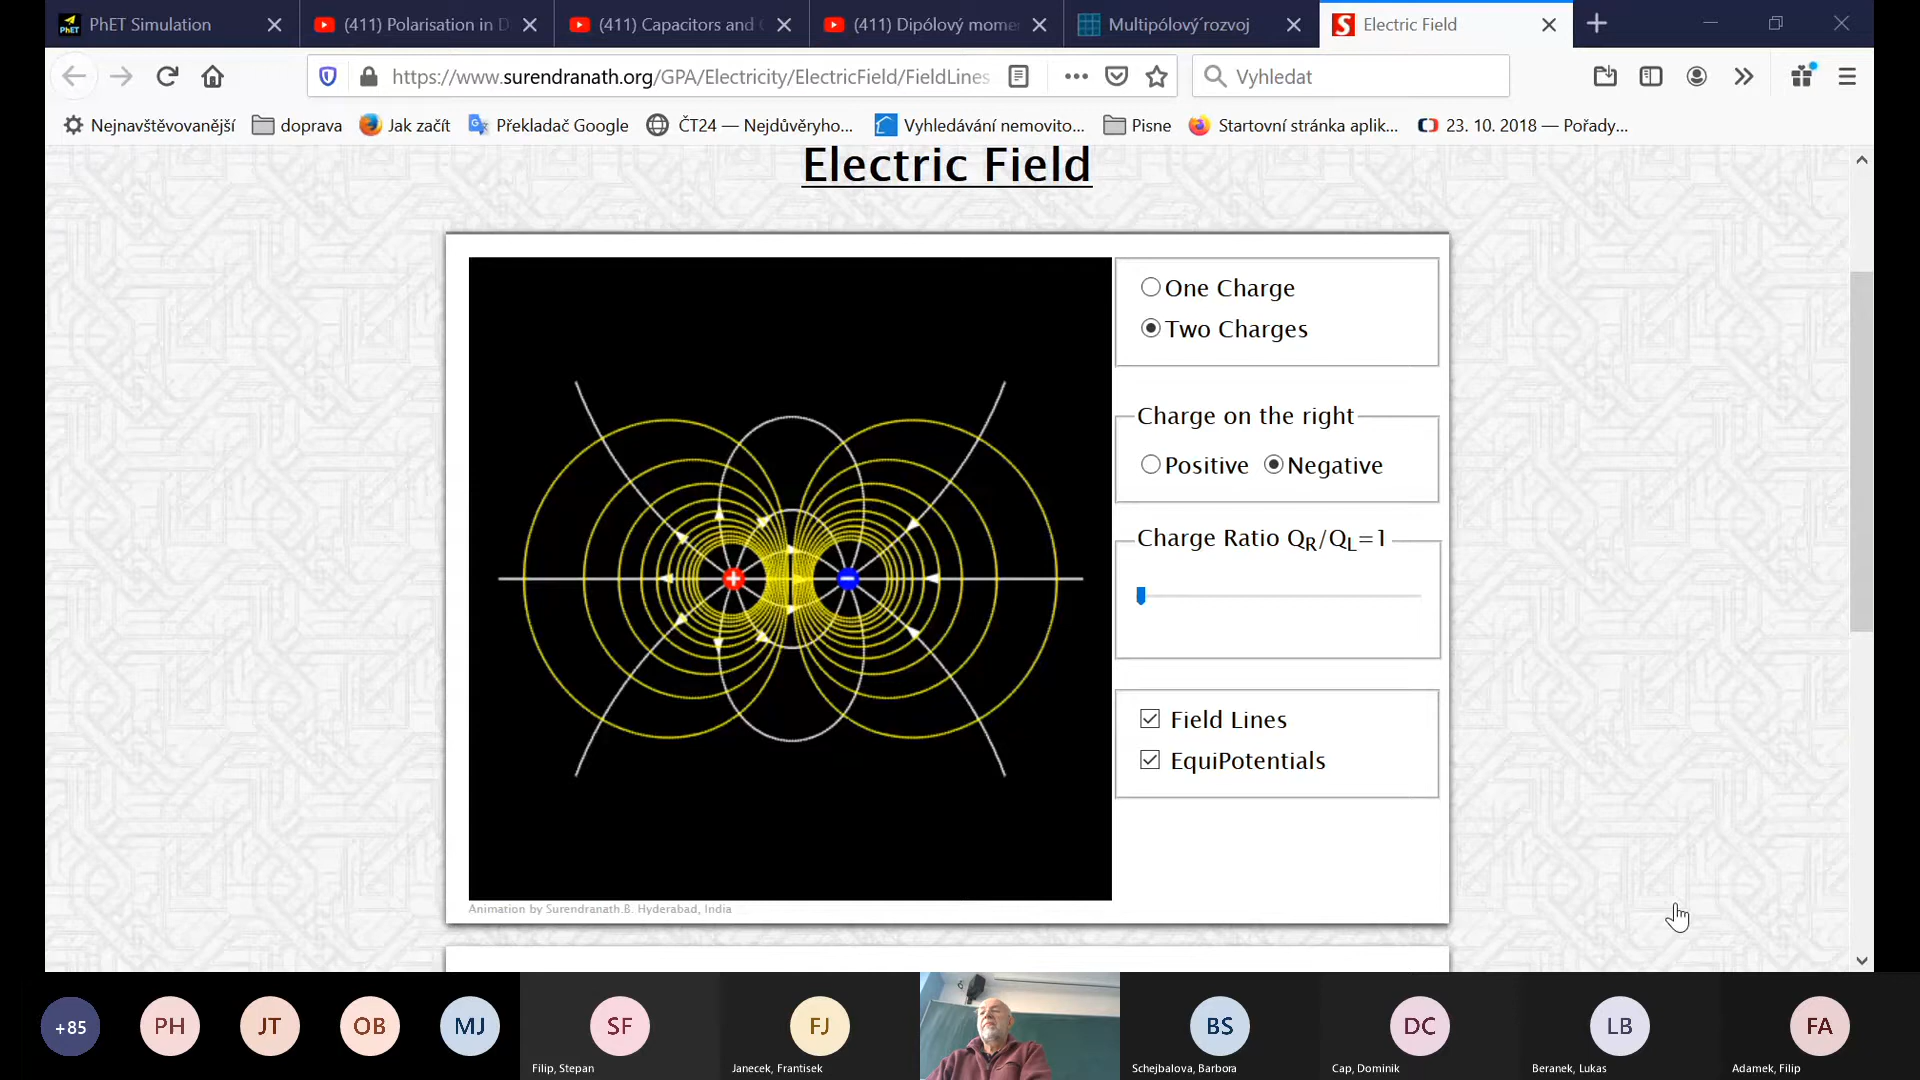 PhET Simulation
(411) Polarisation in D
(411) Capacitors and
(411) Dipólový mome
Multipólový rozvoj
Electric Field
https://www.surendranath.org/GPA/Electricity/ElectricField/FieldLines
Vyhledat
Nejnavštěvovanější
doprava
Jak začít
Překladač Google
ČT24 — Nejdůvěryho...
Vyhledávání nemovito...
Pisne
Startovní stránka aplik...
23. 10. 2018 — Pořady...
Electric Field
One Charge
Two Charges
Charge on the right
Positive Negative
Charge Ratio QR/QL=1
Field Lines
EquiPotentials
+
−
Animation by Surendranath.B. Hyderabad, India
+85
PH
JT
OB
MJ
SF
FJ
BS
DC
LB
FA
Filip, Stepan
Janecek, Frantisek
Schejbalova, Barbora
Cap, Dominik
Beranek, Lukas
Adamek, Filip